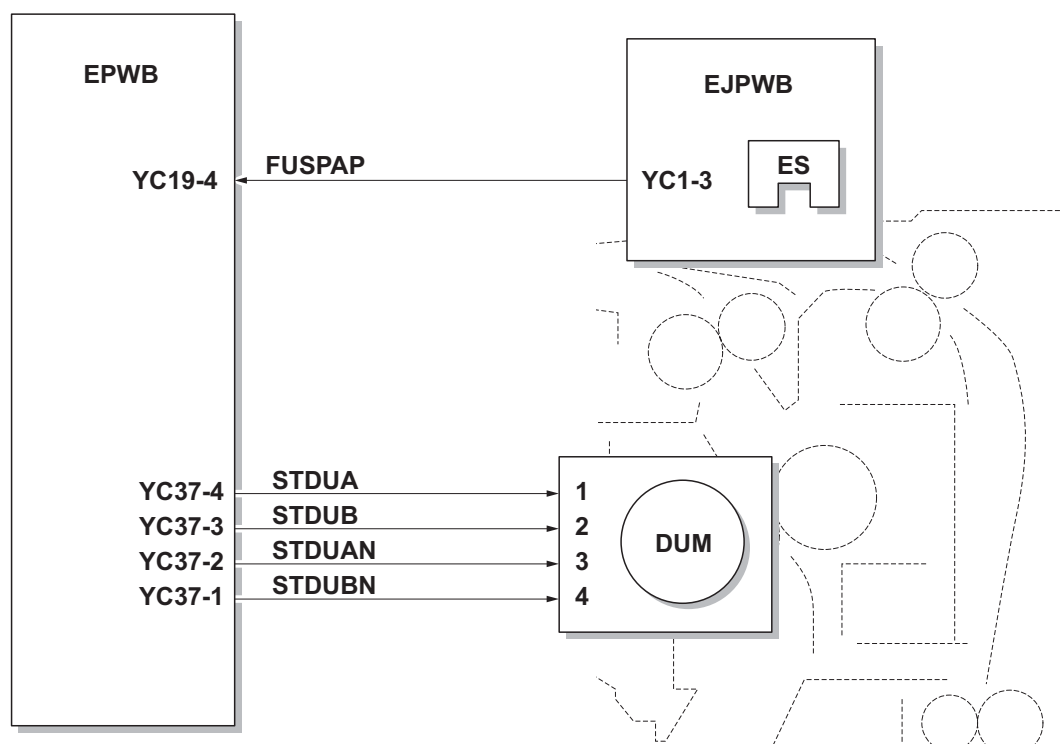 EPWB
EJPWB
FUSPAP
YC19-4
YC1-3
ES
STDUA
YC37-4
1
STDUB
YC37-3
2
STDUAN
YC37-2
3
STDUBN
YC37-1
4
DUM